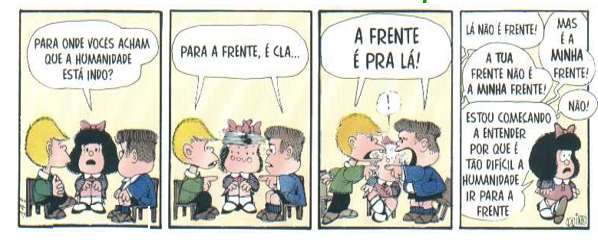 PARA ONDE VOCÊS ACHAM
QUE A HUMANIDADE
ESTÁ INDO?
PARA A FRENTE, É CLA...
A FRENTE
É PRA LÁ!
!
LÁ NÃO É FRENTE!
MAS
É A
MINHA
FRENTE!
A TUA
FRENTE NÃO É
A MINHA FRENTE!
NÃO!
ESTOU COMEÇANDO
A ENTENDER
POR QUE É
TÃO DIFÍCIL A
HUMANIDADE
IR PARA A
FRENTE